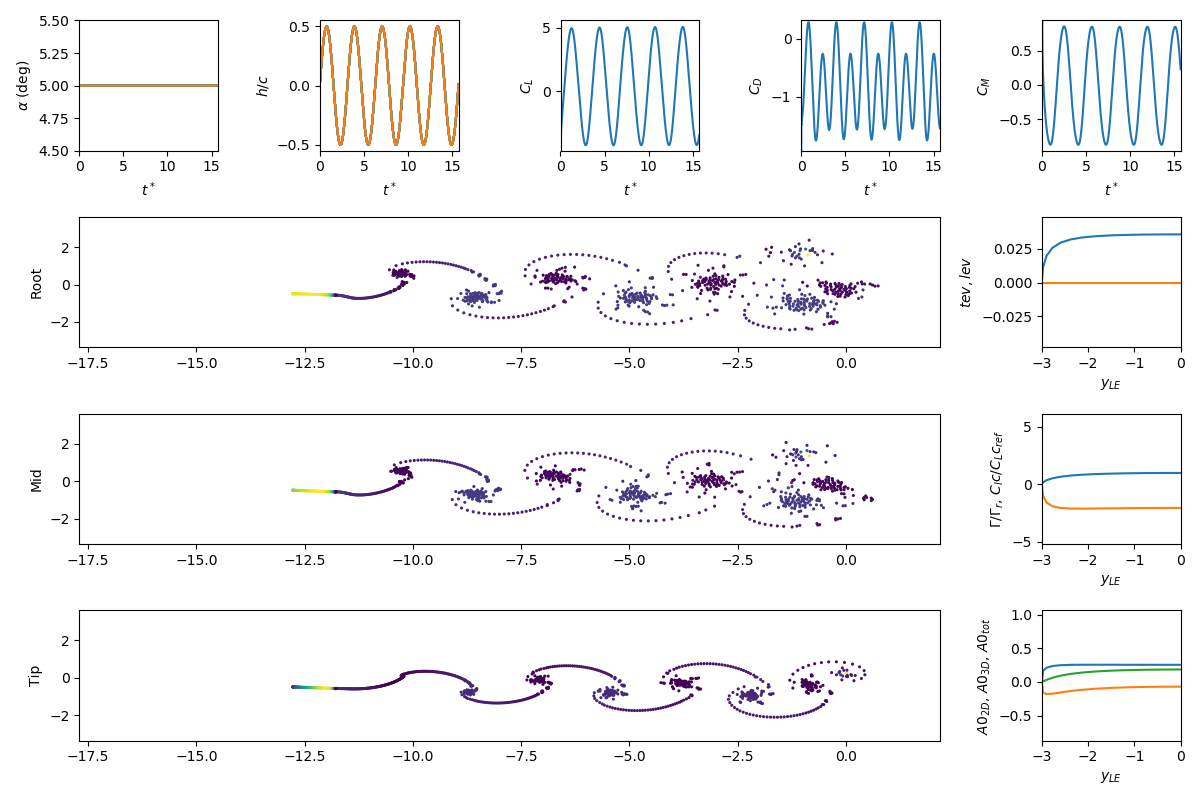 5.50
5.25
5.00
4.75
4.50
α (deg)
0 5 10 15
t*
0.5
0.0
−0.5
h/c
0 5 10 15
t*
5
0
C_L
0 5 10 15
t*
0
−1
C_D
0 5 10 15
t*
0.5
0.0
−0.5
C_M
0 5 10 15
t*
Root
2
0
−2
−17.5 −15.0 −12.5 −10.0 −7.5 −5.0 −2.5 0.0
tev, lev
0.025
0.000
−0.025
−3 −2 −1 0
y_LE
Mid
2
0
−2
−17.5 −15.0 −12.5 −10.0 −7.5 −5.0 −2.5 0.0
Γ/Γ_r, C_l c/C_L c_ref
5
0
−5
−3 −2 −1 0
y_LE
Tip
2
0
−2
−17.5 −15.0 −12.5 −10.0 −7.5 −5.0 −2.5 0.0
A0_2D, A0_3D, A0_tot
1.0
0.5
0.0
−0.5
−3 −2 −1 0
y_LE